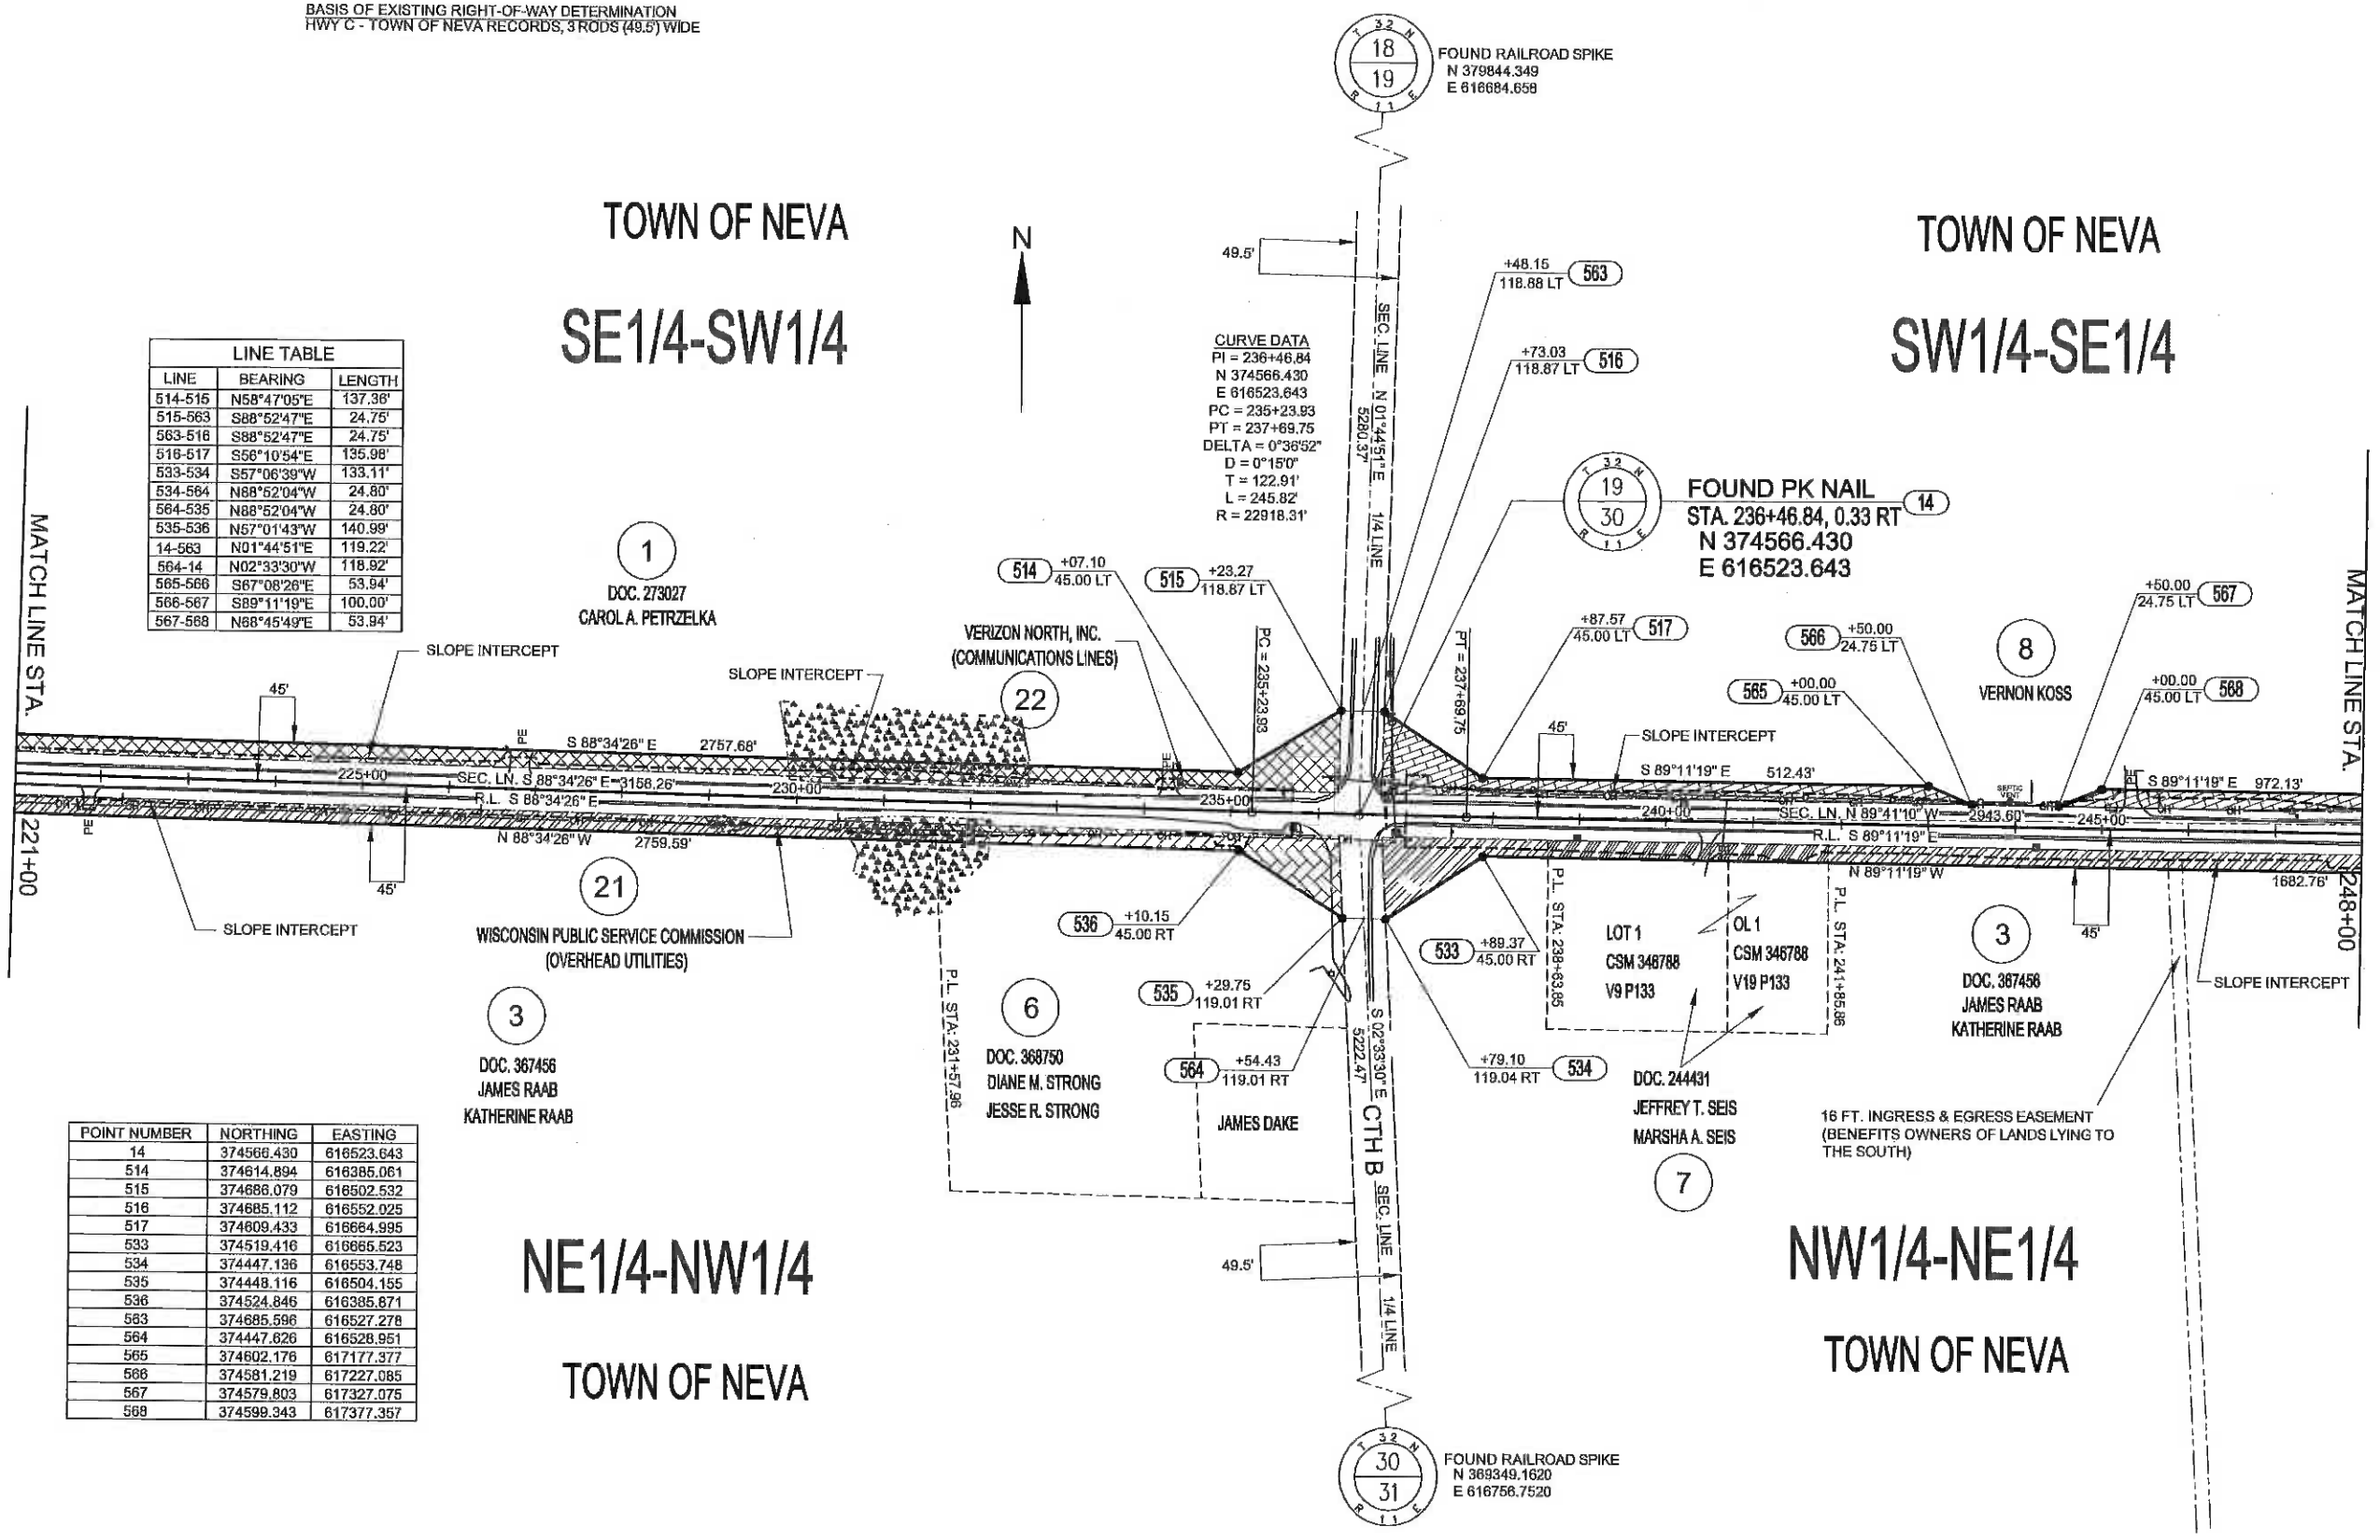 BASIS OF EXISTING RIGHT-OF-WAY DETERMINATION
HWY C - TOWN OF NEVA RECORDS, 3 RODS (49.5') WIDE
T 32 N
18
19
R 11 E
FOUND RAILROAD SPIKE
N 379844.349
E 616684.658
TOWN OF NEVA
SE1/4-SW1/4
N
TOWN OF NEVA
SW1/4-SE1/4
49.5'
+48.15
118.88 LT
563
+73.03
118.87 LT
516
LINE TABLE
LINE BEARING LENGTH
514-515 N58°47'05"E 137.36'
515-563 S88°52'47"E 24.75'
563-516 S88°52'47"E 24.75'
516-517 S56°10'54"E 135.98'
533-534 S57°06'39"W 133.11'
534-564 N88°52'04"W 24.80'
564-535 N88°52'04"W 24.80'
535-536 N57°01'43"W 140.99'
14-563 N01°44'51"E 119.22'
564-14 N02°33'30"W 118.92'
565-566 S67°08'26"E 53.94'
566-567 S89°11'19"E 100.00'
567-568 N68°45'49"E 53.94'
CURVE DATA
PI = 236+46.84
N 374566.430
E 616523.643
PC = 235+23.93
PT = 237+69.75
DELTA = 0°36'52"
D = 0°15'0"
T = 122.91'
L = 245.82'
R = 22918.31'
SEC. LINE N 01°44'51" E 1/4 LINE
5280.37'
T 32 N
19
30
R 11 E
FOUND PK NAIL
STA. 236+46.84, 0.33 RT
N 374566.430
E 616523.643
14
MATCH LINE STA.
221+00
1
DOC. 273027
CAROL A. PETRZELKA
514
+07.10
45.00 LT
515
+23.27
118.87 LT
+87.57
45.00 LT
517
566
+50.00
24.75 LT
+50.00
24.75 LT
567
565
+00.00
45.00 LT
+00.00
45.00 LT
568
8
VERNON KOSS
MATCH LINE STA.
248+00
SLOPE INTERCEPT
SLOPE INTERCEPT
VERIZON NORTH, INC.
(COMMUNICATIONS LINES)
22
PC = 235+23.93
PT = 237+69.75
45'
45'
SLOPE INTERCEPT
PE
S 88°34'26" E 2757.68'
PE
S 89°11'19" E 512.43'
SEPTIC
VENT
PE
S 89°11'19" E 972.13'
225+00
SEC. LN. S 88°34'26" E 3158.26'
230+00
235+00
240+00
SEC. LN. N 89°41'10" W 2943.60'
245+00
R.L. S 88°34'26" E
R.L. S 89°11'19" E
PE
N 88°34'26" W 2759.59'
N 89°11'19" W
1682.76'
45'
45'
21
WISCONSIN PUBLIC SERVICE COMMISSION
(OVERHEAD UTILITIES)
SLOPE INTERCEPT
536
+10.15
45.00 RT
533
+89.37
45.00 RT
P.L. STA: 238+63.85
LOT 1
CSM 346788
V9 P133
OL 1
CSM 346788
V19 P133
P.L. STA: 241+85.86
3
DOC. 367456
JAMES RAAB
KATHERINE RAAB
SLOPE INTERCEPT
3
DOC. 367456
JAMES RAAB
KATHERINE RAAB
P.L. STA: 231+57.96
6
DOC. 368750
DIANE M. STRONG
JESSE R. STRONG
535
+29.75
119.01 RT
564
+54.43
119.01 RT
JAMES DAKE
S 02°33'30" E
5222.47'
CTH B
SEC. LINE
1/4 LINE
+79.10
119.04 RT
534
DOC. 244431
JEFFREY T. SEIS
MARSHA A. SEIS
7
16 FT. INGRESS & EGRESS EASEMENT
(BENEFITS OWNERS OF LANDS LYING TO
THE SOUTH)
POINT NUMBER NORTHING EASTING
14 374566.430 616523.643
514 374614.894 616385.061
515 374686.079 616502.532
516 374685.112 616552.025
517 374609.433 616664.995
533 374519.416 616665.523
534 374447.136 616553.748
535 374448.116 616504.155
536 374524.846 616385.871
563 374685.596 616527.278
564 374447.626 616528.951
565 374602.176 617177.377
566 374581.219 617227.085
567 374579.803 617327.075
568 374599.343 617377.357
NE1/4-NW1/4
TOWN OF NEVA
49.5'
NW1/4-NE1/4
TOWN OF NEVA
T 32 N
30
31
R 11 E
FOUND RAILROAD SPIKE
N 369349.1620
E 616756.7520